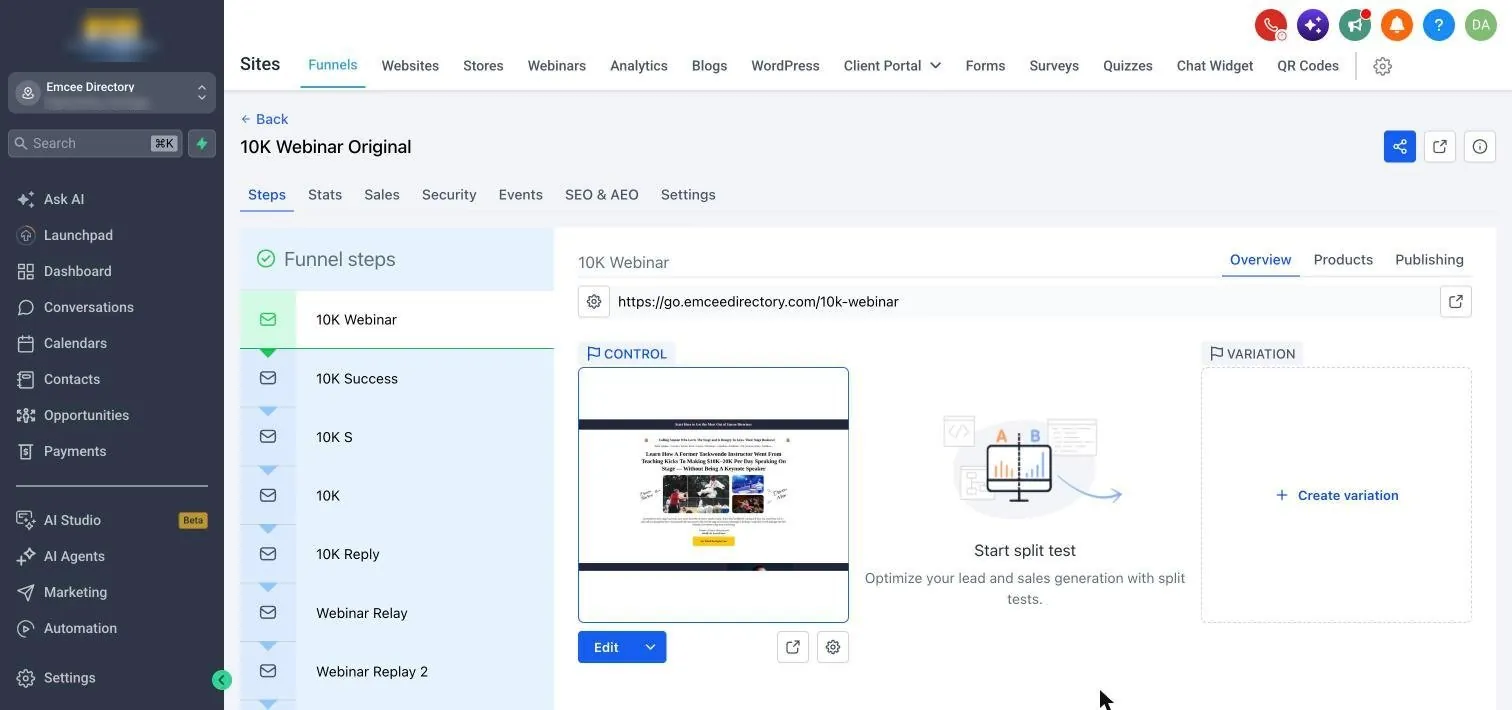 DA
Sites
Funnels
Websites
Stores
Webinars
Analytics
Blogs
WordPress
Client Portal
Forms
Surveys
Quizzes
Chat Widget
QR Codes
Emcee Directory
Search
⌘K
Ask AI
Launchpad
Dashboard
Conversations
Calendars
Contacts
Opportunities
Payments
AI Studio
Beta
AI Agents
Marketing
Automation
Settings
← Back
10K Webinar Original
Steps
Stats
Sales
Security
Events
SEO & AEO
Settings
Funnel steps
10K Webinar
10K Success
10K S
10K
10K Reply
Webinar Relay
Webinar Replay 2
10K Webinar
Overview
Products
Publishing
https://go.emceedirectory.com/10k-webinar
CONTROL
Learn How A Former Taekwondo Instructor Went From
Teaching Kicks To Making $10K–20K Per Day Speaking On
Stage — Without Being A Keynote Speaker
Edit
A B
Start split test
Optimize your lead and sales generation with split
tests.
VARIATION
+ Create variation